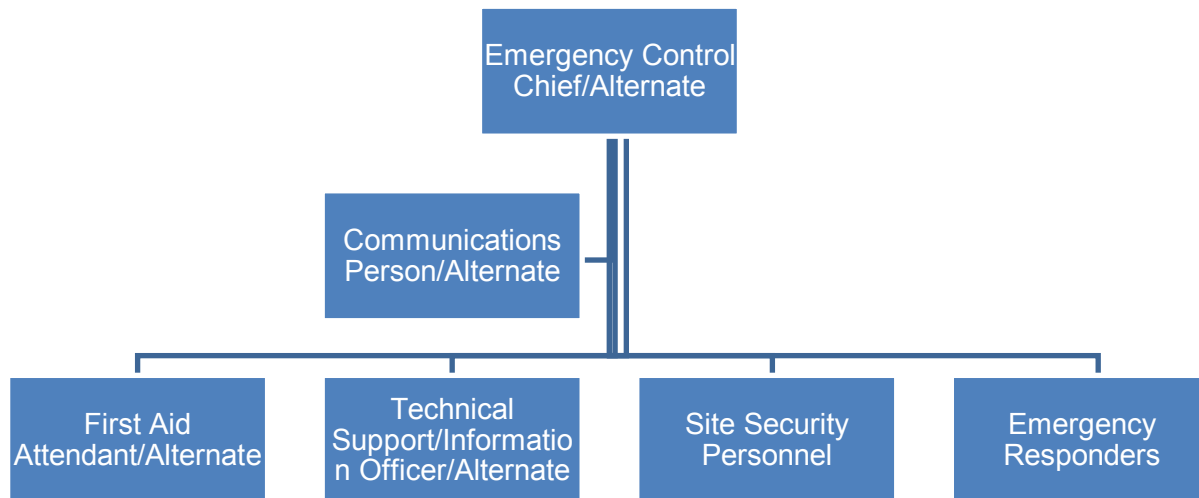 Emergency Control
Chief/Alternate
Communications
Person/Alternate
First Aid
Attendant/Alternate
Technical
Support/Informatio
n Officer/Alternate
Site Security
Personnel
Emergency
Responders